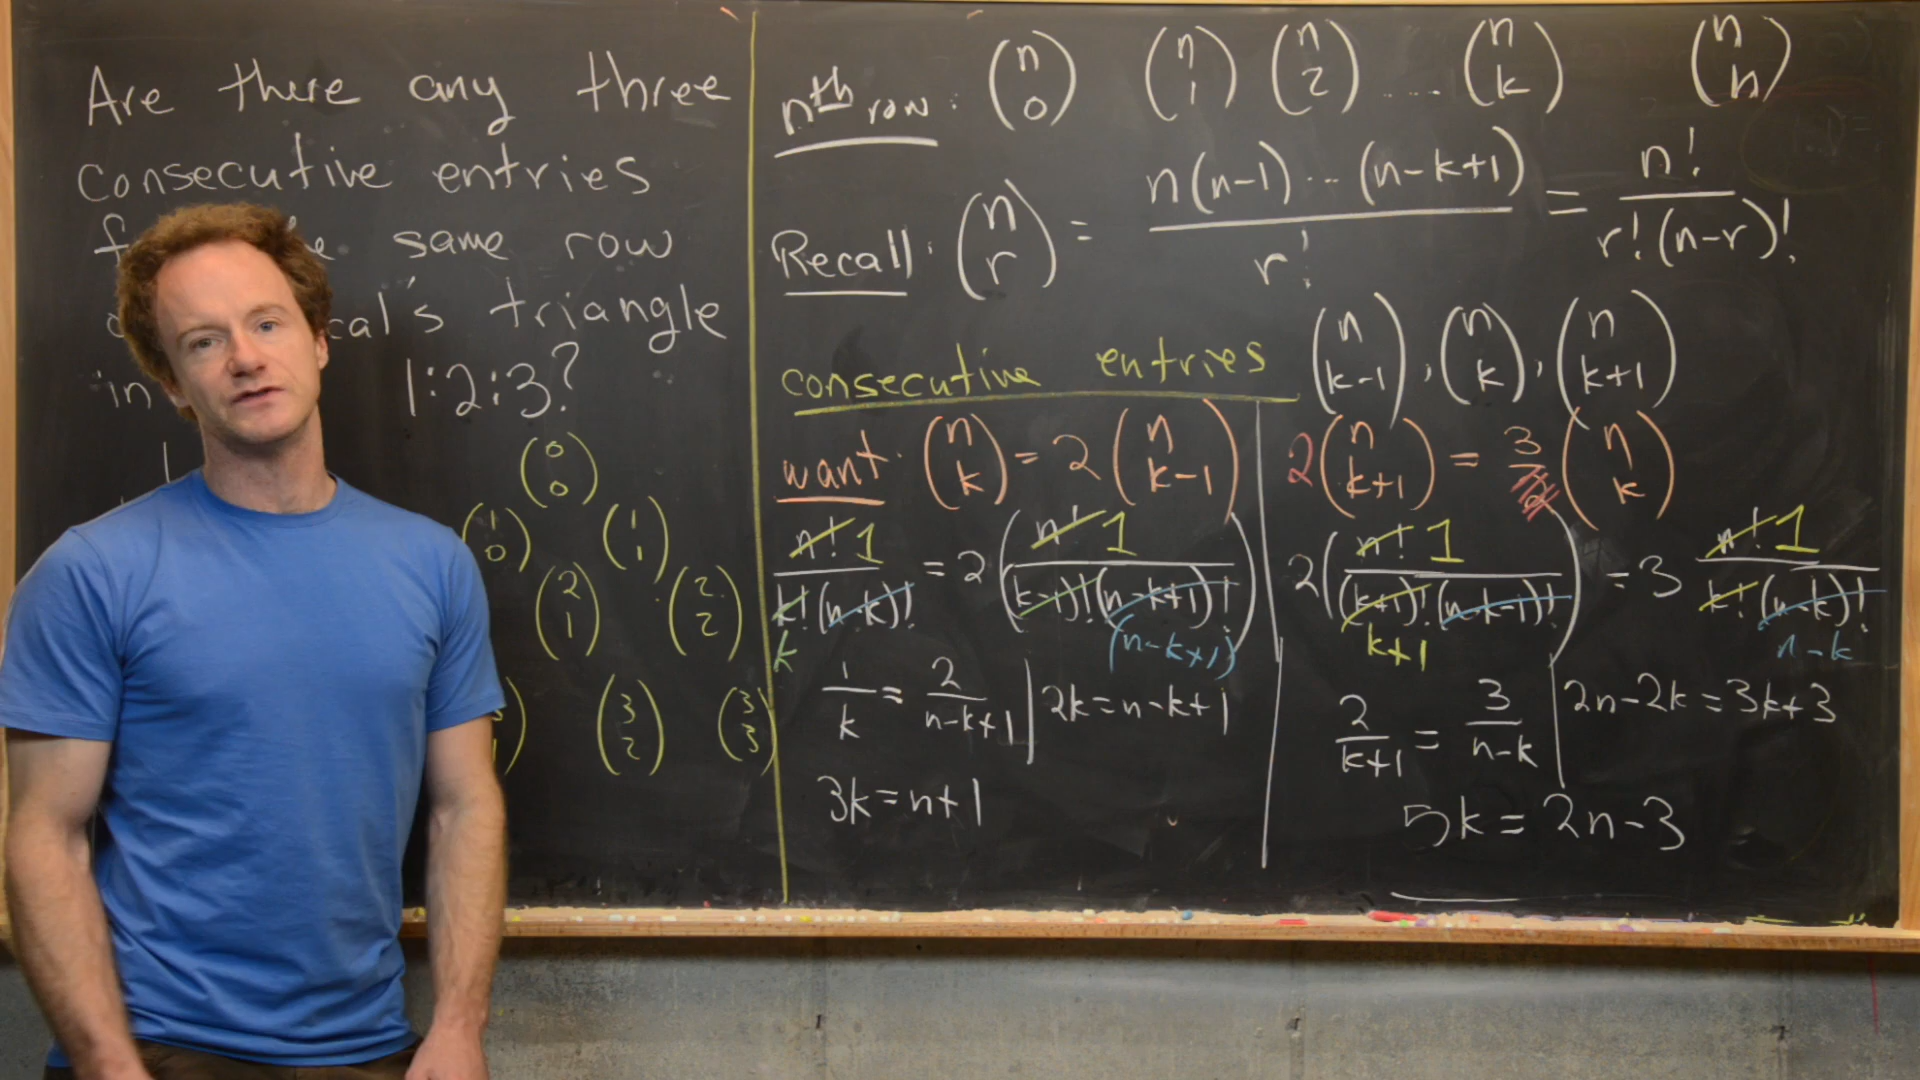 Are there any three
consecutive entries
same row
triangle
in 1:2:3?
(0 0)
(1 0) (1 1)
(2 1) (2 2)
(3 2) (3 3)
nth row: (n 0) (n 1) (n 2) .... (n k) (n n)
Recall: (n r) = n(n-1)...(n-k+1) / r! = n! / r!(n-r)!
consecutive entries (n k-1), (n k), (n k+1)
want: (n k) = 2 (n k-1)
n! 1 / k!(n-k)! = 2 (n! 1 / (k-1)!(n-k+1)!)
k (n-k+1)
1/k = 2/(n-k+1) | 2k=n-k+1
3k=n+1
2 (n k+1) = 3 (n k)
2 (n! 1 / (k+1)!(n-k-1)!) = 3 n! 1 / k!(n-k)!
k+1 n-k
2/(k+1) = 3/(n-k) | 2n-2k=3k+3
5k = 2n-3